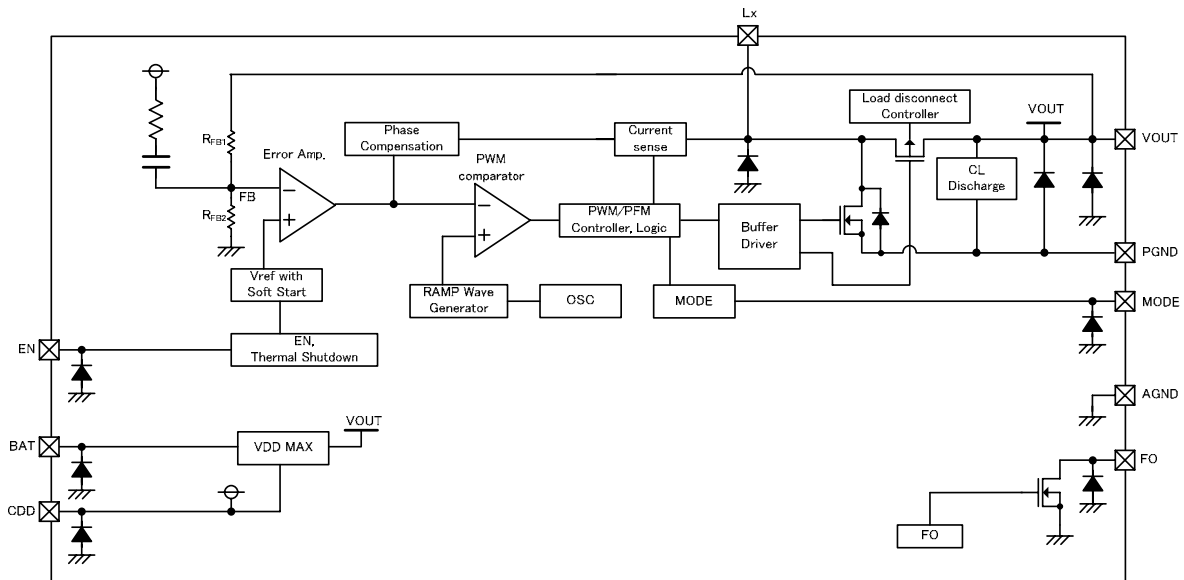 Lx
Load disconnect
Controller
VOUT
VOUT
RFB1
Error Amp.
Phase
Compensation
Current
sense
PWM
comparator
CL
Discharge
FB
RFB2
PWM/PFM
Controller, Logic
Buffer
Driver
PGND
Vref with
Soft Start
RAMP Wave
Generator
OSC
MODE
MODE
EN
EN,
Thermal Shutdown
AGND
VOUT
BAT
VDD MAX
FO
CDD
FO